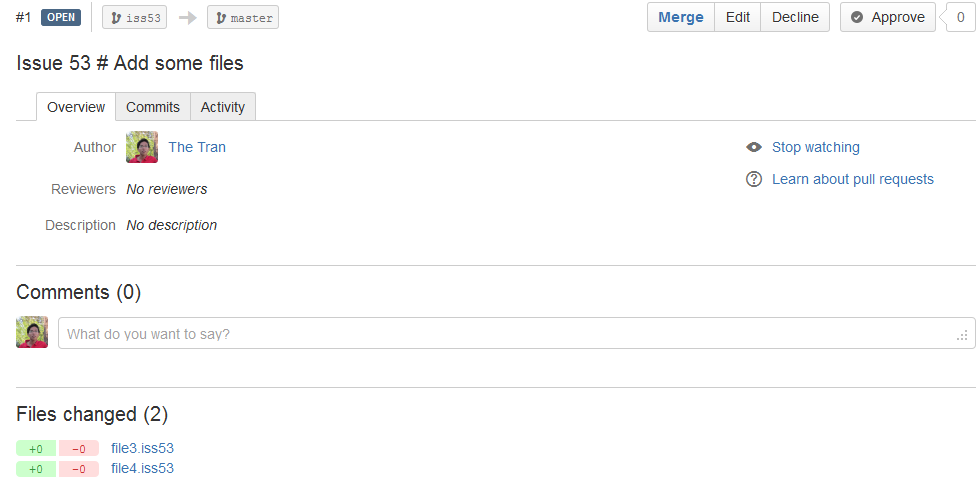 #1 OPEN iss53 master Merge Edit Decline Approve 0
Issue 53 # Add some files
Overview Commits Activity
Author The Tran Stop watching
Learn about pull requests
Reviewers No reviewers
Description No description
Comments (0)
What do you want to say?
Files changed (2)
+0 -0 file3.iss53
+0 -0 file4.iss53